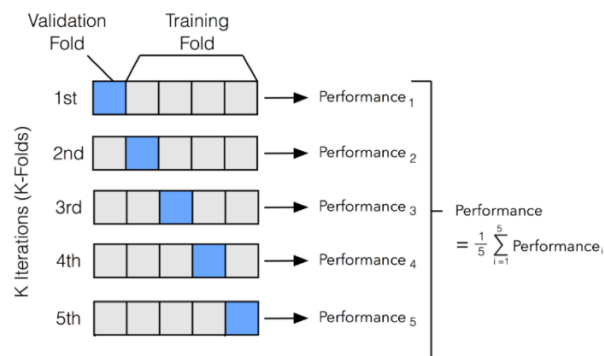 Validation
Fold
Training
Fold
K Iterations (K-Folds)
1st
Performance 1
2nd
Performance 2
3rd
Performance 3
4th
Performance 4
5th
Performance 5
Performance
= 1/5 5 ∑ i=1 Performance i